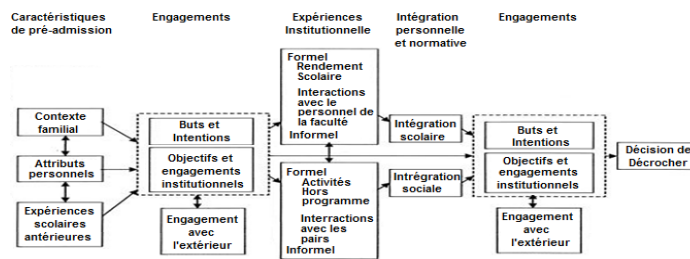 Caractéristiques
de pré-admission
Engagements
Expériences
Institutionnelle
Intégration personnelle
et normative
Engagements
Contexte
familial
Attributs
personnels
Expériences
scolaires
antérieures
Buts et
Intentions
Objectifs et
engagements
institutionnels
Engagement
avec
l'extérieur
Formel
Rendement
Scolaire
Interactions
avec le
personnel de
la faculté
Informel
Formel
Activités
Hors
programme
Interractions
avec les
pairs
Informel
Intégration
scolaire
Intrégration
sociale
Buts et
Intentions
Objectifs et
engagements
institutionnels
Engagement
avec
l'extérieur
Décision de
Décrocher